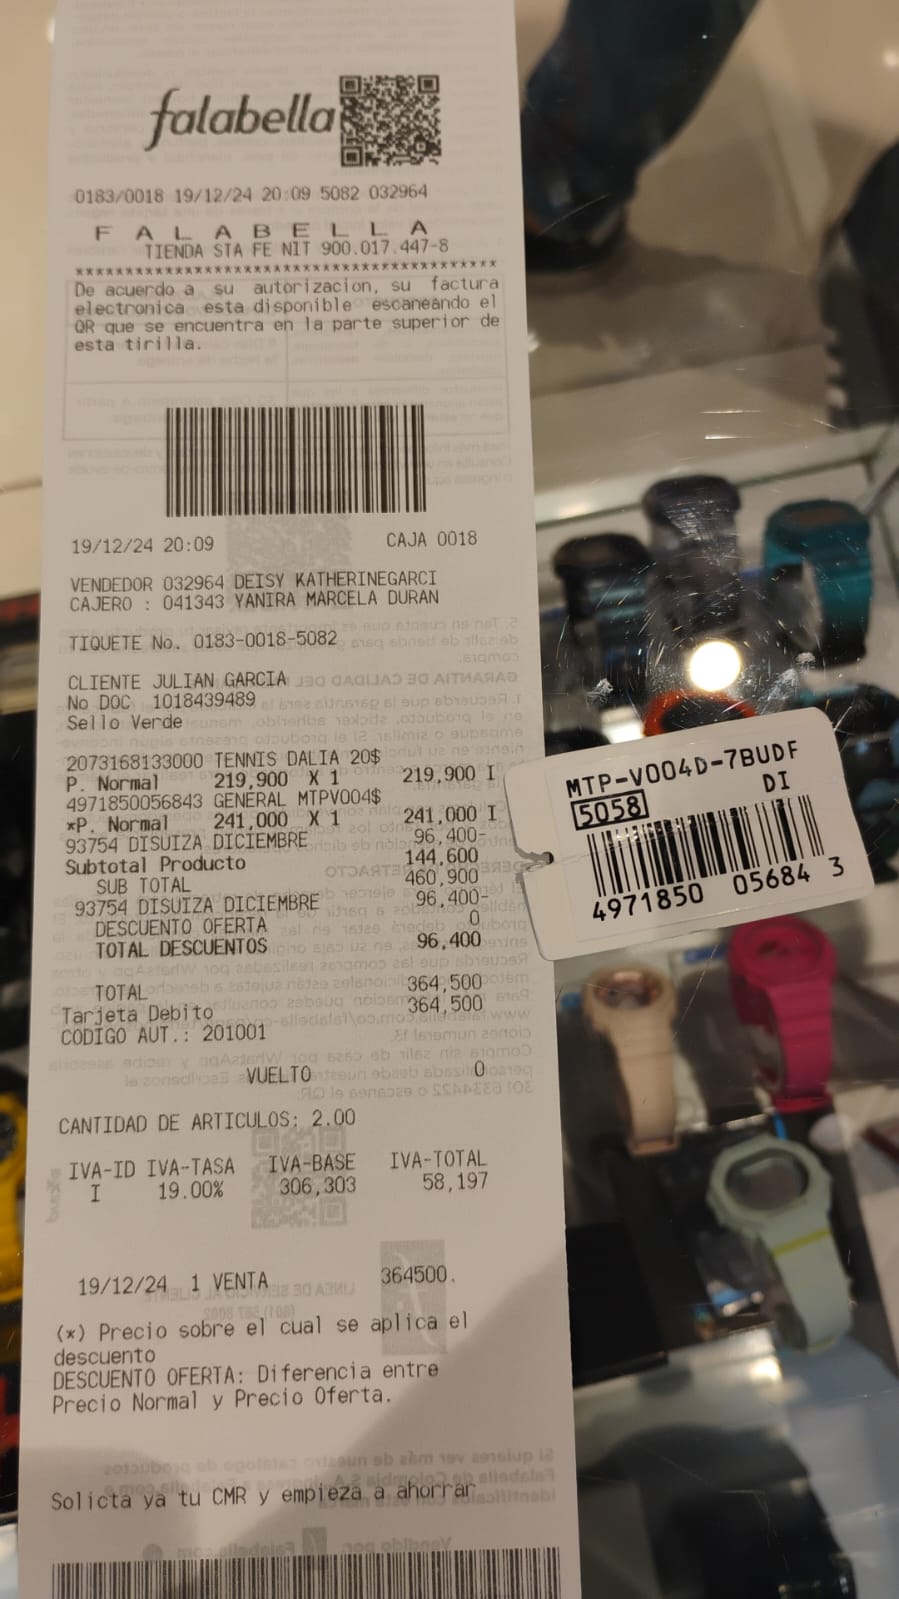 falabella
0183/0018 19/12/24 20:09 5082 032964
F A L A B E L L A
TIENDA STA FE NIT 900.017.447-8
******************************************
De acuerdo a su autorizacion, su factura
electronica esta disponible escaneando el
QR que se encuentra en la parte superior de
esta tirilla.
19/12/24 20:09 CAJA 0018
VENDEDOR 032964 DEISY KATHERINEGARCI
CAJERO : 041343 YANIRA MARCELA DURAN
TIQUETE No. 0183-0018-5082
CLIENTE JULIAN GARCIA
No DOC 1018439489
Sello Verde
2073168133000 TENNIS DALIA 20$
P. Normal 219,900 X 1 219,900 I
4971850056843 GENERAL MTPV004$
*P. Normal 241,000 X 1 241,000 I
93754 DISUIZA DICIEMBRE 96,400-
Subtotal Producto 144,600
SUB TOTAL 460,900
93754 DISUIZA DICIEMBRE 96,400-
DESCUENTO OFERTA 0
TOTAL DESCUENTOS 96,400
TOTAL 364,500
Tarjeta Debito 364,500
CODIGO AUT.: 201001
VUELTO 0
CANTIDAD DE ARTICULOS: 2.00
IVA-ID IVA-TASA IVA-BASE IVA-TOTAL
I 19.00% 306,303 58,197
19/12/24 1 VENTA 364500.
(*) Precio sobre el cual se aplica el
descuento
DESCUENTO OFERTA: Diferencia entre
Precio Normal y Precio Oferta.
Solicta ya tu CMR y empieza a ahorrar
MTP-V004D-7BUDF
5058 DI
4971850 05684 3